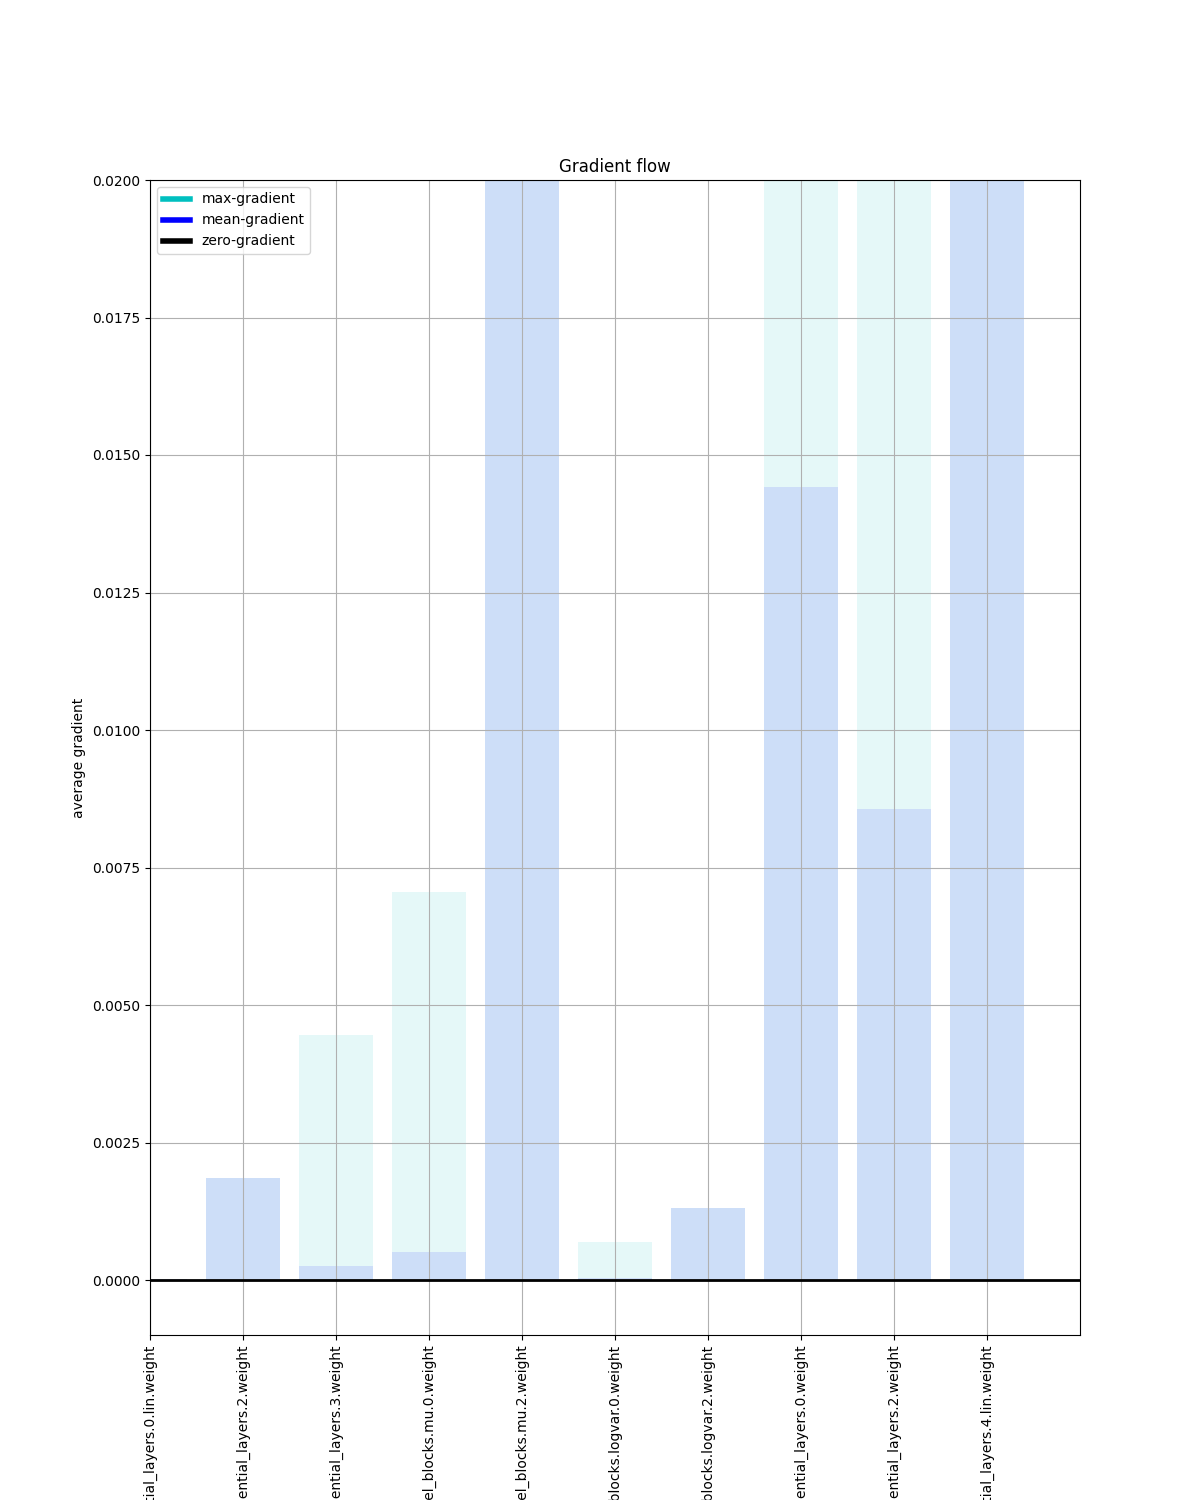 Gradient flow
max-gradient
mean-gradient
zero-gradient
average gradient
0.0200
0.0175
0.0150
0.0125
0.0100
0.0075
0.0050
0.0025
0.0000
tial_layers.0.lin.weight
ential_layers.2.weight
ential_layers.3.weight
el_blocks.mu.0.weight
el_blocks.mu.2.weight
blocks.logvar.0.weight
blocks.logvar.2.weight
ential_layers.0.weight
ential_layers.2.weight
tial_layers.4.lin.weight